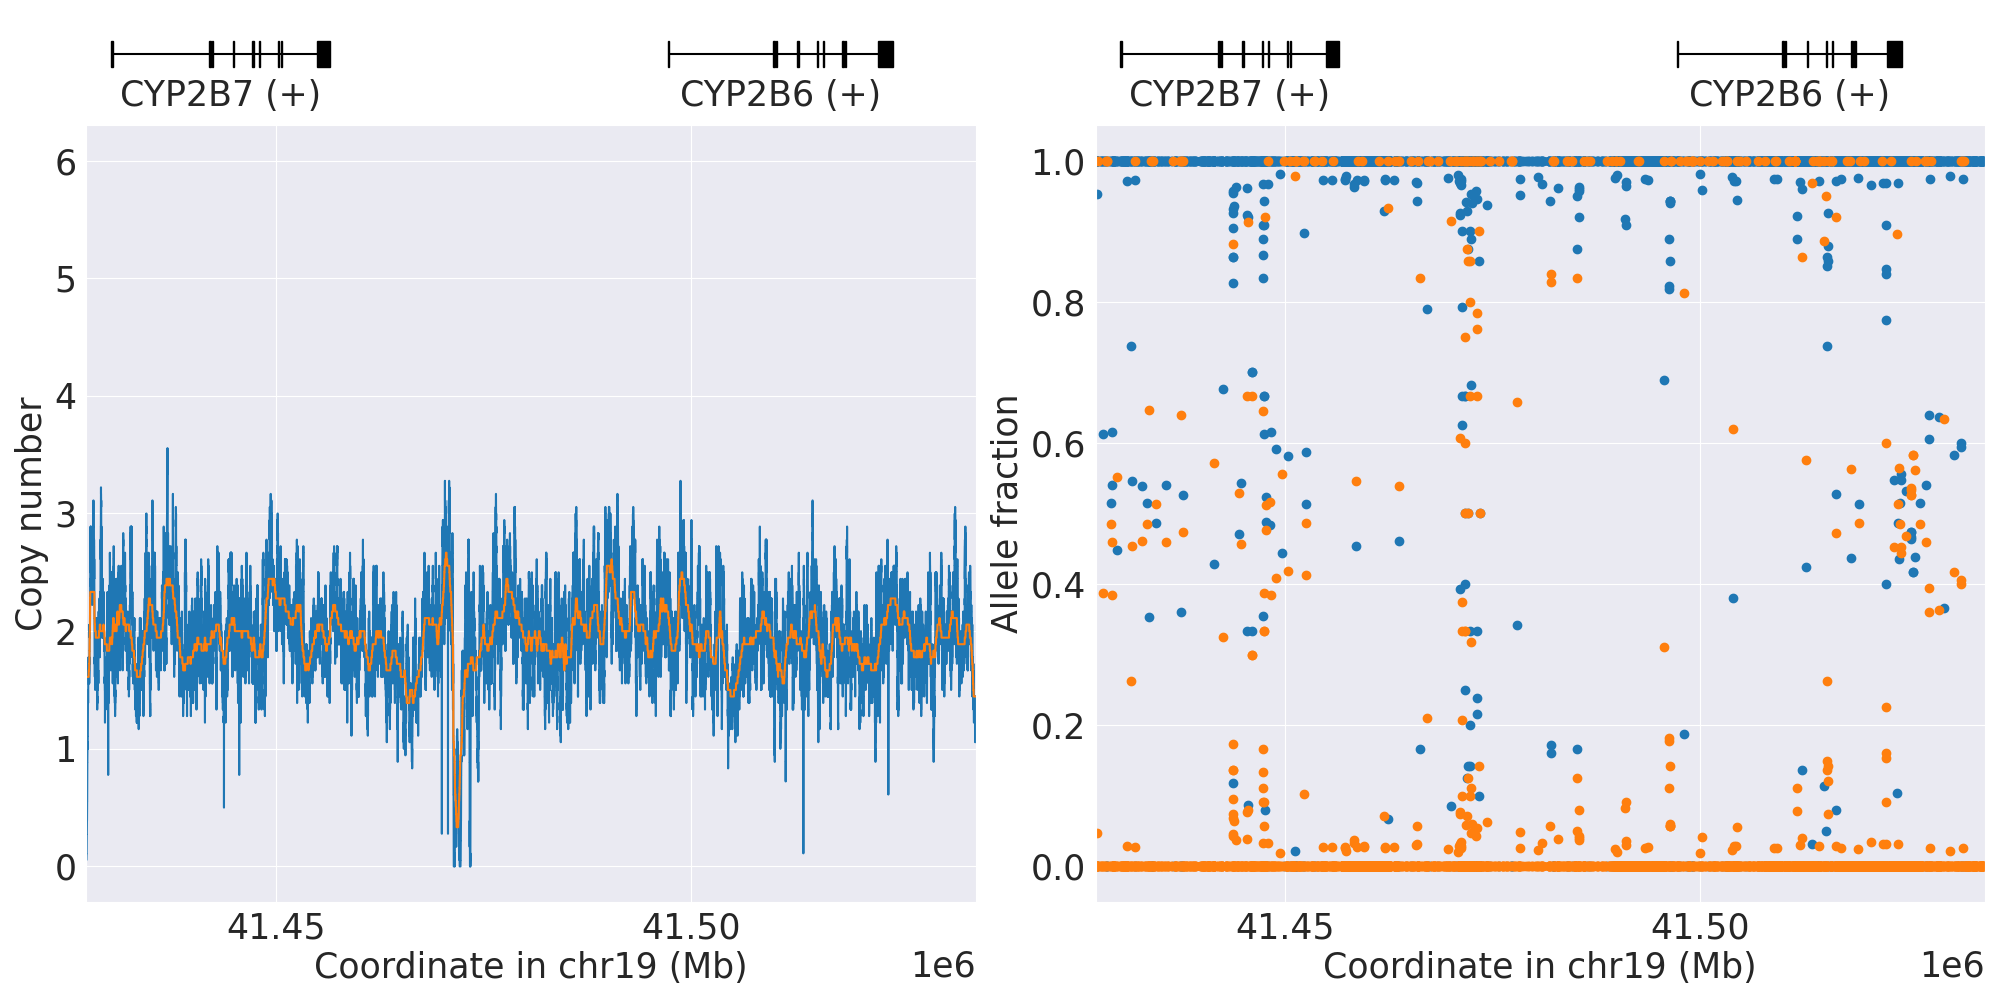 CYP2B7 (+)
CYP2B6 (+)
CYP2B7 (+)
CYP2B6 (+)
Copy number
6
5
4
3
2
1
0
41.45
41.50
Coordinate in chr19 (Mb)
1e6
Allele fraction
1.0
0.8
0.6
0.4
0.2
0.0
41.45
41.50
Coordinate in chr19 (Mb)
1e6